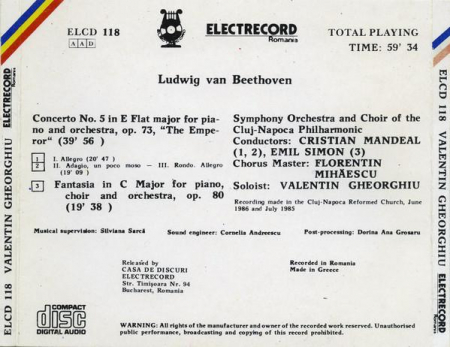 ELCD 118
A A D
ELECTRECORD
Romania
TOTAL PLAYING
TIME: 59' 34
Ludwig van Beethoven
Concerto No. 5 in E Flat major for pia-
no and orchestra, op. 73, "The Empe-
ror" (39' 56 )
1 I. Allegro (20' 47 )
2 II. Adagio, un poco moso — III. Rondo. Allegro
(19' 09 )
3 Fantasia in C Major for piano,
choir and orchestra, op. 80
(19' 38 )
Symphony Orchestra and Choir of the
Cluj-Napoca Philharmonic
Conductors: CRISTIAN MANDEAL
(1, 2), EMIL SIMON (3)
Chorus Master: FLORENTIN
MIHĂESCU
Soloist: VALENTIN GHEORGHIU
Recording made in the Cluj-Napoca Reformed Church, June
1986 and July 1985
Musical supervision: Silviana Sarcă
Sound engineer: Cornelia Andreescu
Post-processing: Dorina Ana Grosaru
Released by
CASA DE DISCURI
ELECTRECORD
Str. Timişoara Nr. 94
Bucharest, Romania
Recorded in Romania
Made in Greece
COMPACT
disc
DIGITAL AUDIO
WARNING: All rights of the manufacturer and owner of the recorded work reserved. Unauthorised
public performance, broadcasting and copying of this record prohibited.
ELCD 118 VALENTIN GHEORGHIU ELECTRECORD
Romania
ELCD 118 VALENTIN GHEORGHIU ELECTRECORD
Romania